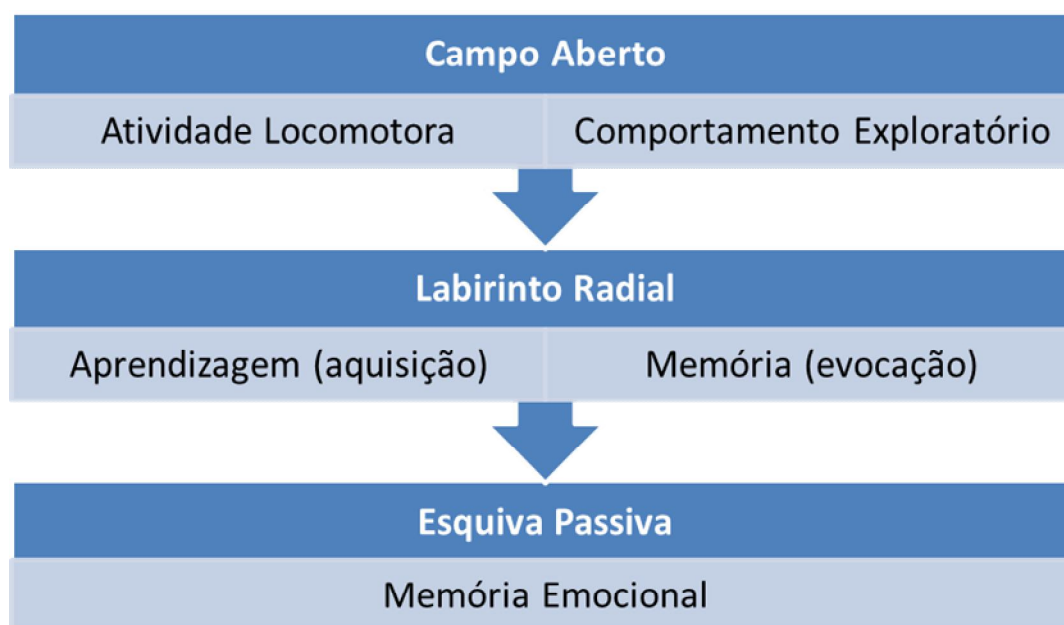 Campo Aberto
Atividade Locomotora
Comportamento Exploratório
Labirinto Radial
Aprendizagem (aquisição)
Memória (evocação)
Esquiva Passiva
Memória Emocional